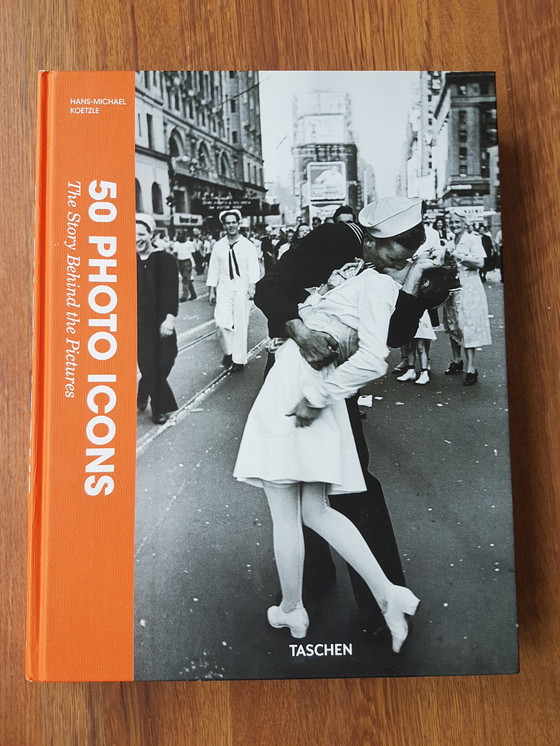 HANS-MICHAEL
KOETZLE
50 PHOTO ICONS
The Story Behind the Pictures
TASCHEN